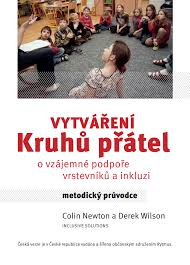 VYTVÁŘENÍ
Kruhů přátel
o vzájemné podpoře
vrstevníků a inkluzi
metodický průvodce
Colin Newton a Derek Wilson
INCLUSIVE SOLUTIONS
Česká verze je v České republice vydána a šířena občanským sdružením Rytmus.